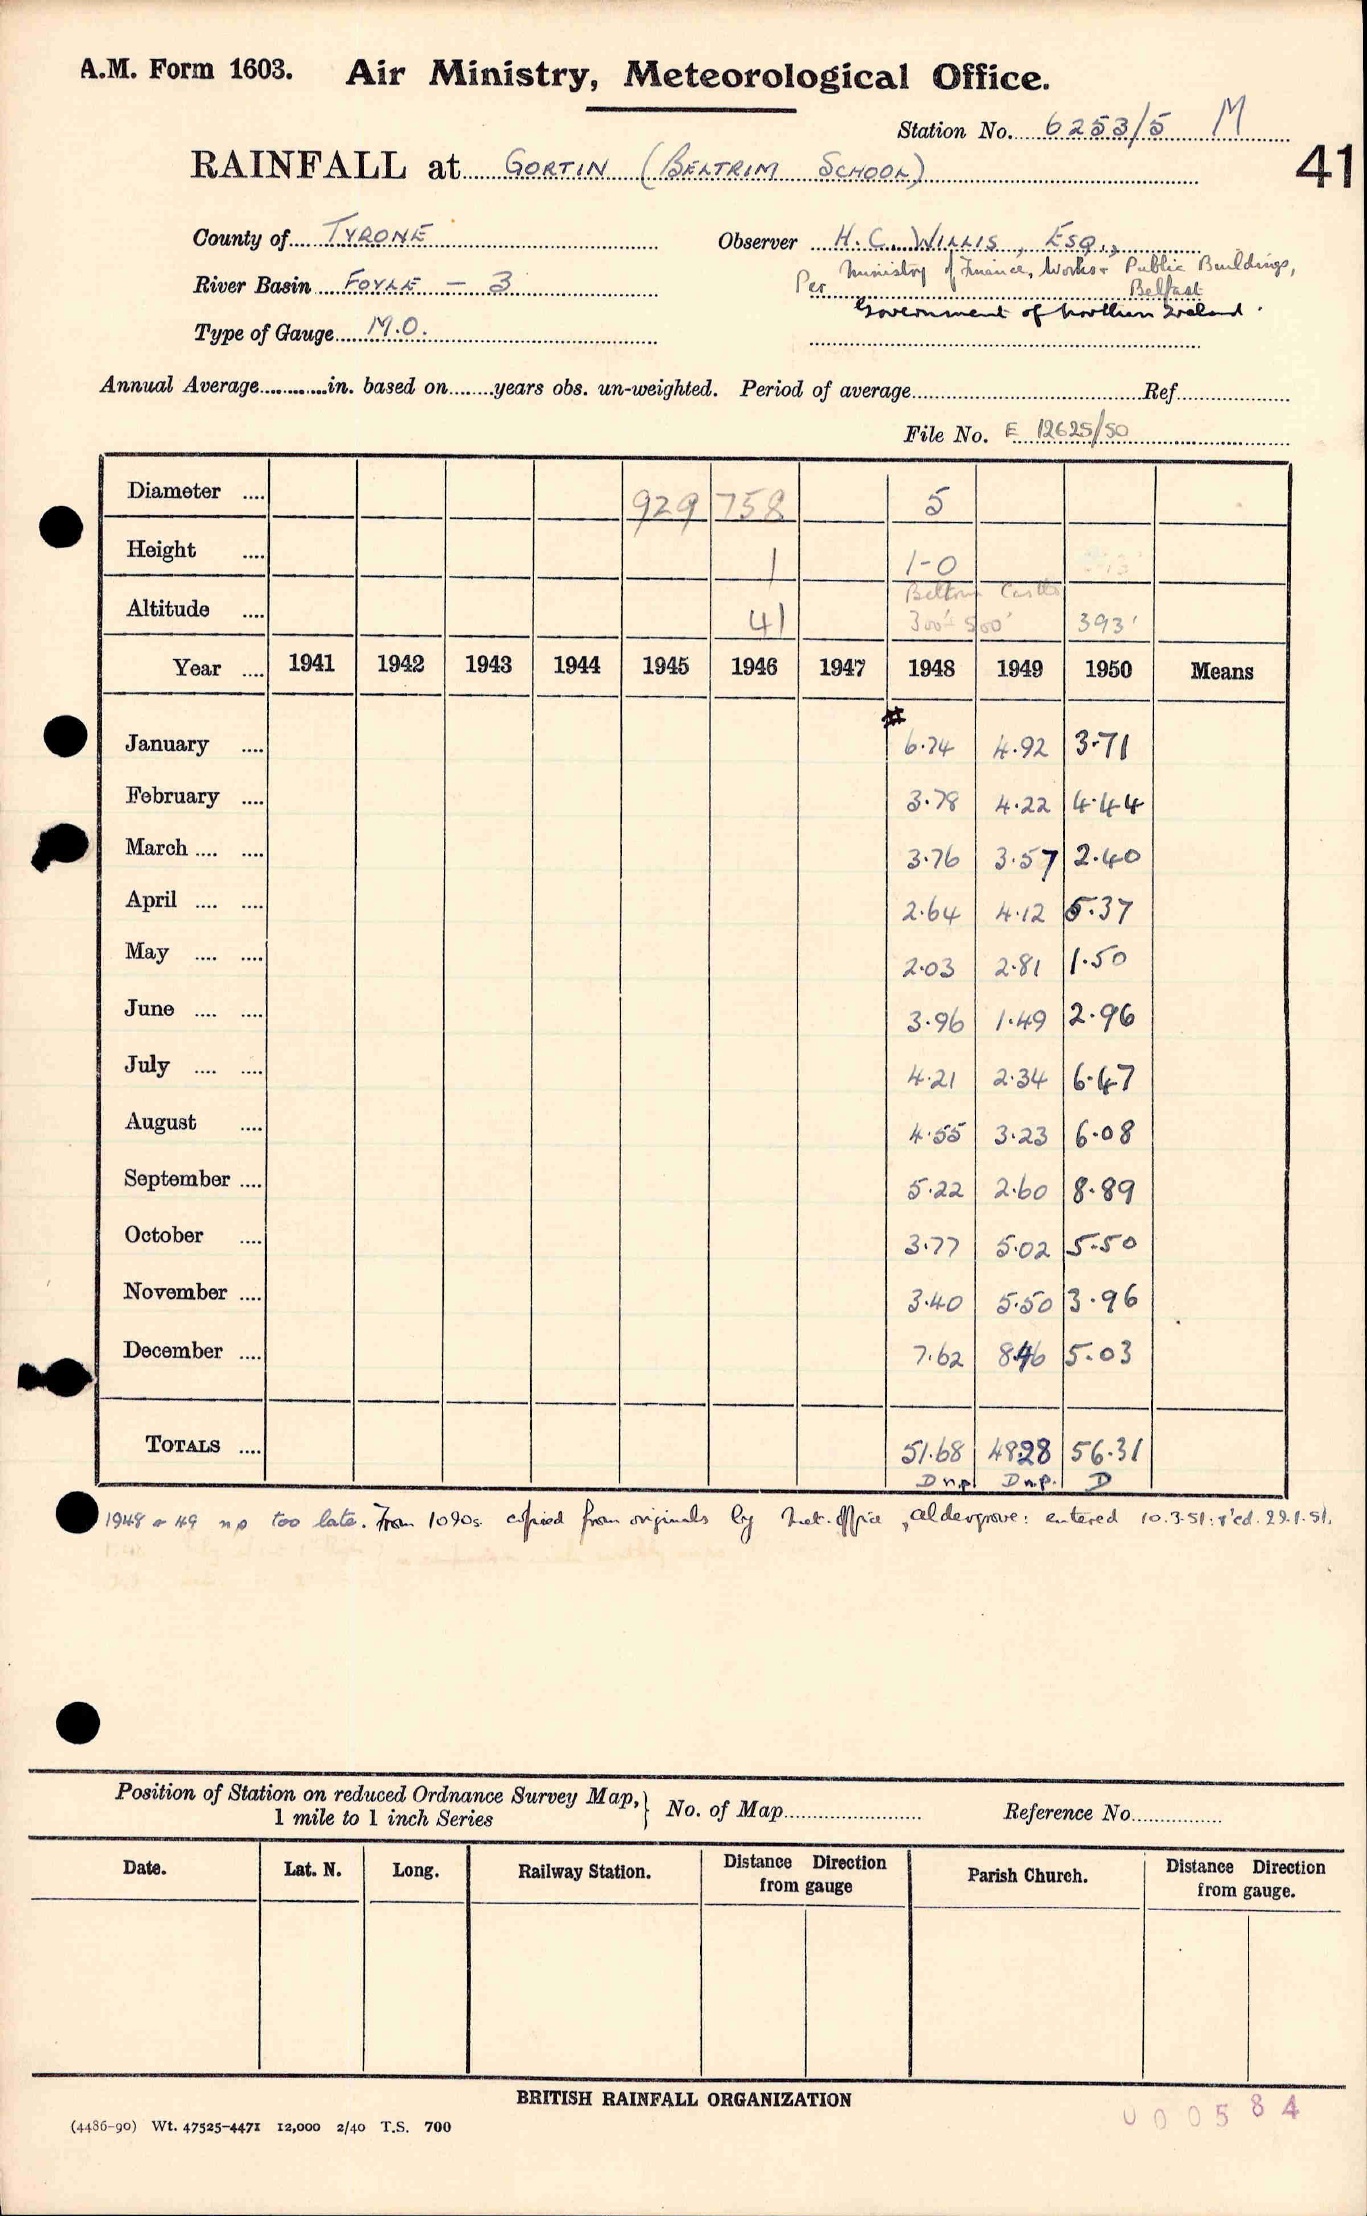 A.M. Form 1603. Air Ministry, Meteorological Office.
Station No. 6253/5 M
41
RAINFALL at GORTIN (BELTRIM SCHOOL)
County of TYRONE Observer H. C. WILLIS, ESQ.,
Per Ministry of Finance, Works & Public Buildings,
River Basin FOYLE - 3 Belfast
Government of Northern Ireland.
Type of Gauge M.O.
Annual Average............in. based on........years obs. un-weighted. Period of average............ Ref............
File No. E 12625/50
Diameter .... 929 758 5
Height .... 1 1-0
Beltrim Castle
Altitude .... 41 300'± 500' 393'
Year .... 1941 1942 1943 1944 1945 1946 1947 1948 1949 1950 Means
January .... 6.74 4.92 3.71
February .... 3.78 4.22 4.44
March .... .... 3.76 3.57 2.40
April .... .... 2.64 4.12 5.37
May .... .... 2.03 2.81 1.50
June .... .... 3.96 1.49 2.96
July .... .... 4.21 2.34 6.47
August .... 4.55 3.23 6.08
September .... 5.22 2.60 8.89
October .... 3.77 5.02 5.50
November .... 3.40 5.50 3.96
December .... 7.62 8.46 5.03
TOTALS .... 51.68 48.28 56.31
D n.p. D n.p. D
1948 & 49 n p too late. From 1090s copied from originals by Met. Office, Aldergrove: entered 10.3.51: r'ed. 29.1.51.
Position of Station on reduced Ordnance Survey Map,
1 mile to 1 inch Series } No. of Map............ Reference No............
Date. Lat. N. Long. Railway Station. Distance from gauge Direction Parish Church. Distance Direction from gauge.
BRITISH RAINFALL ORGANIZATION
(4486-90) Wt. 47525-4471 12,000 2/40 T.S. 700
000584